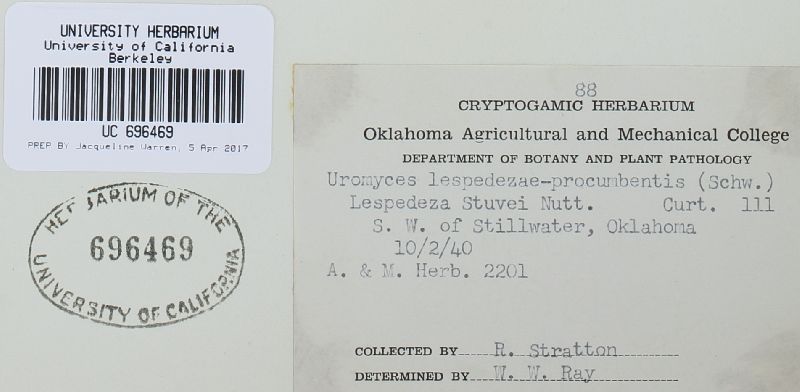 UNIVERSITY HERBARIUM
University of California
Berkeley
UC 696469
PREP BY Jacqueline Warren, 5 Apr 2017
HERBARIUM OF THE
696469
UNIVERSITY OF CALIFORNIA
88
CRYPTOGAMIC HERBARIUM
Oklahoma Agricultural and Mechanical College
DEPARTMENT OF BOTANY AND PLANT PATHOLOGY
Uromyces lespedezae-procumbentis (Schw.)
Lespedeza Stuvei Nutt. Curt. 111
S. W. of Stillwater, Oklahoma
10/2/40
A. & M. Herb. 2201
COLLECTED BY R. Stratton
DETERMINED BY W. W. Ray